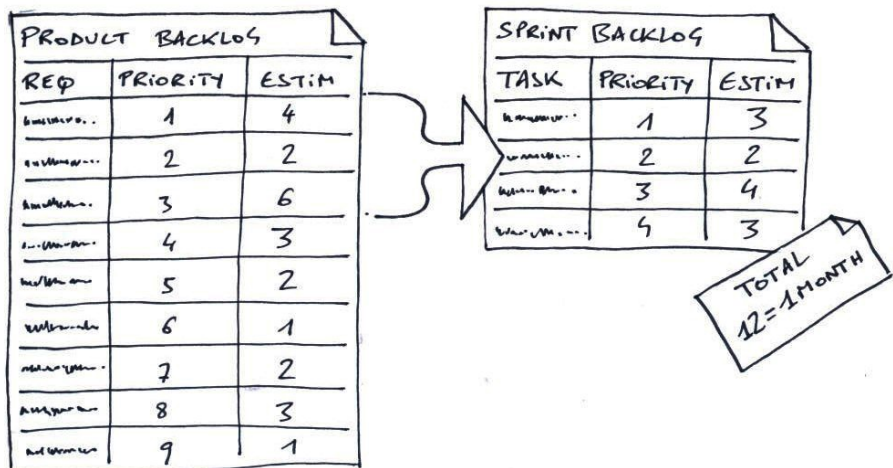 PRODUCT BACKLOG
REQ PRIORITY ESTIM
1 4
2 2
3 6
4 3
5 2
6 1
7 2
8 3
9 1
SPRINT BACKLOG
TASK PRIORITY ESTIM
1 3
2 2
3 4
4 3
TOTAL
12=1 MONTH